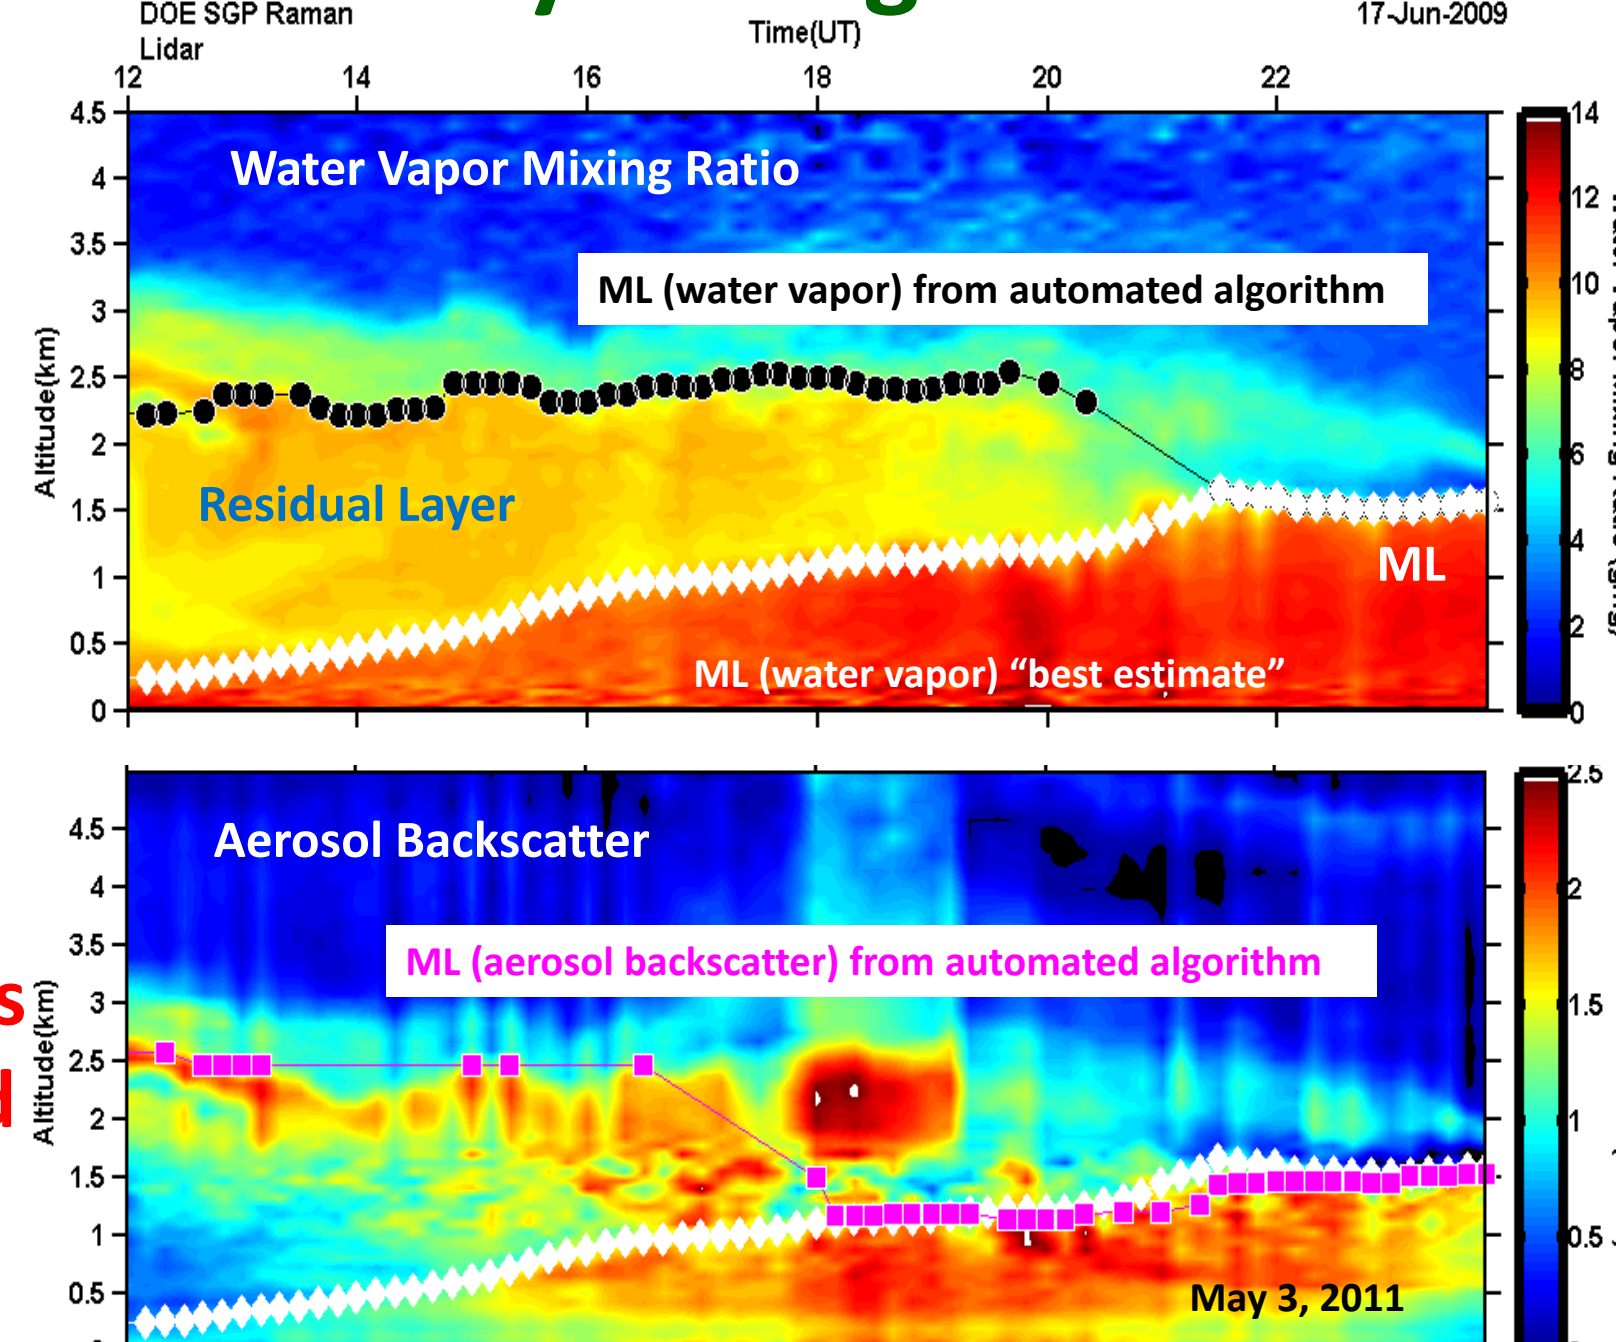 DOE SGP Raman
Lidar
Time(UT)
17-Jun-2009
12 14 16 18 20 22
4.5
4
3.5
3
2.5
2
1.5
1
0.5
0
Altitude(km)
Water Vapor Mixing Ratio
ML (water vapor) from automated algorithm
Residual Layer
ML
ML (water vapor) “best estimate”
14
12
10
8
6
4
2
0
4.5
4
3.5
3
2.5
2
1.5
1
0.5
Altitude(km)
Aerosol Backscatter
ML (aerosol backscatter) from automated algorithm
May 3, 2011
2.5
2
1.5
1
0.5